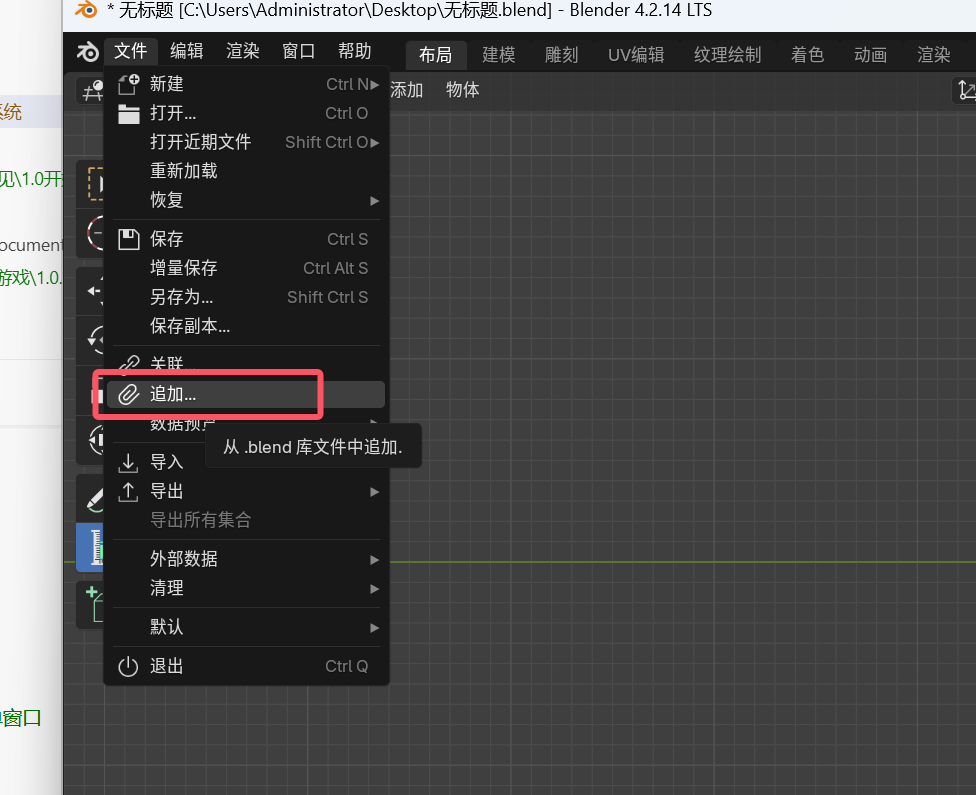 * 无标题 [C:\Users\Administrator\Desktop\无标题.blend] - Blender 4.2.14 LTS
文件 编辑 渲染 窗口 帮助 布局 建模 雕刻 UV编辑 纹理绘制 着色 动画 渲染
添加 物体
新建 Ctrl N
打开... Ctrl O
打开近期文件 Shift Ctrl O
重新加载
恢复
保存 Ctrl S
增量保存 Ctrl Alt S
另存为... Shift Ctrl S
保存副本...
关联...
追加...
数据预览
从 .blend 库文件中追加.
导入
导出
导出所有集合
外部数据
清理
默认
退出 Ctrl Q
系统
见\1.0开
ocument
游戏\1.0.
窗口